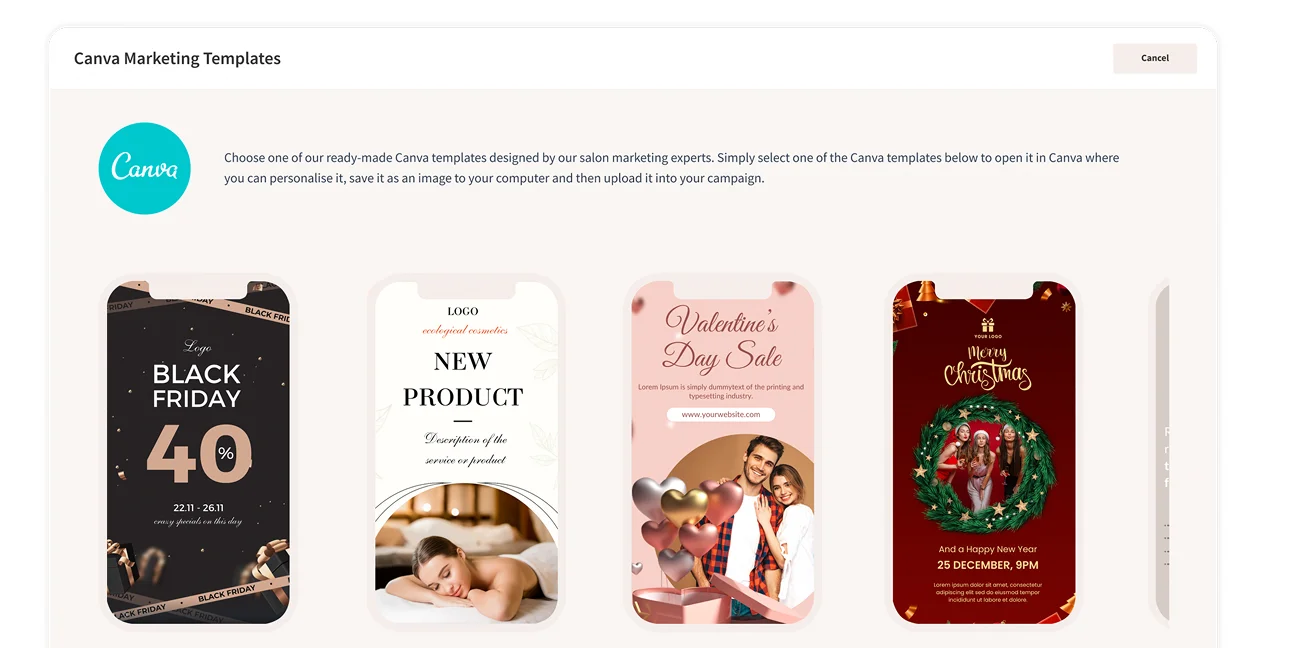 Canva Marketing Templates
Cancel
Canva
Choose one of our ready-made Canva templates designed by our salon marketing experts. Simply select one of the Canva templates below to open it in Canva where
you can personalise it, save it as an image to your computer and then upload it into your campaign.
FRIDAY
BLACK
Logo
BLACK
FRIDAY
40
%
22.11 - 26.11
crazy specials on this day
BLACK FRIDAY
BLACK FRIDAY
LOGO
ecological cosmetics
NEW
PRODUCT
Description of the
service or product
Valentine's
Day Sale
Lorem Ipsum is simply dummytext of the printing and
typesetting industry.
www.yourwebsite.com
YOUR LOGO
Merry
Christmas
And a Happy New Year
25 DECEMBER, 9PM
Lorem ipsum dolor sit amet, consectetur
adipiscing elit sed do eiusmod tempor
incididunt ut labore et dolore.